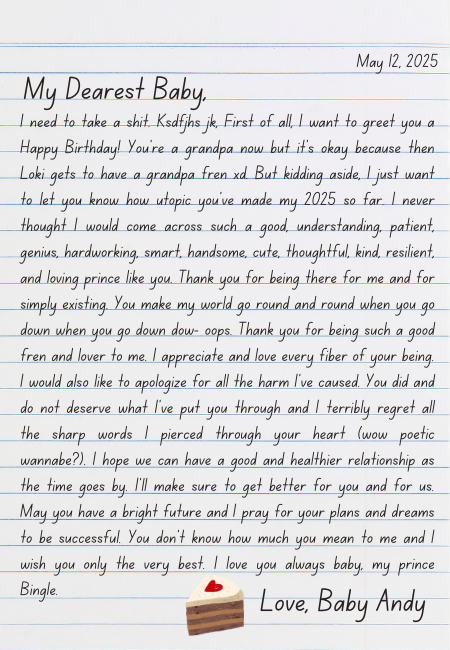 May 12, 2025
My Dearest Baby,
I need to take a shit. Ksdfjhs jk, First of all, I want to greet you a
Happy Birthday! You're a grandpa now but it's okay because then
Loki gets to have a grandpa fren xd. But kidding aside, I just want
to let you know how utopic you've made my 2025 so far. I never
thought I would come across such a good, understanding, patient,
genius, hardworking, smart, handsome, cute, thoughtful, kind, resilient,
and loving prince like you. Thank you for being there for me and for
simply existing. You make my world go round and round when you go
down when you go down dow- oops. Thank you for being such a good
fren and lover to me. I appreciate and love every fiber of your being.
I would also like to apologize for all the harm I've caused. You did and
do not deserve what I've put you through and I terribly regret all
the sharp words I pierced through your heart (wow poetic
wannabe?). I hope we can have a good and healthier relationship as
the time goes by. I'll make sure to get better for you and for us.
May you have a bright future and I pray for your plans and dreams
to be successful. You don't know how much you mean to me and I
wish you only the very best. I love you always baby, my prince
Bingle.
Love, Baby Andy